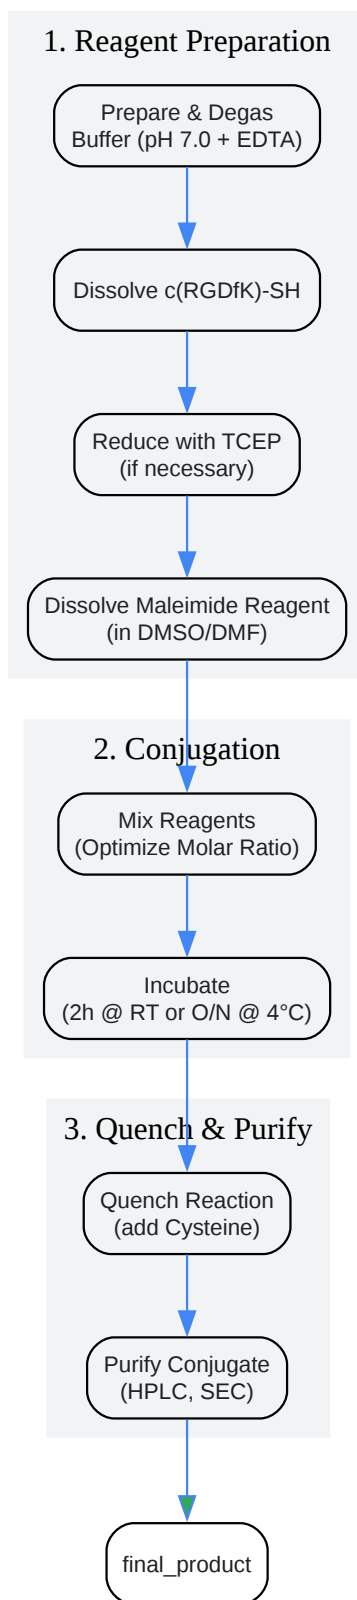 1. Reagent Preparation
Prepare & Degas
Buffer (pH 7.0 + EDTA)
Dissolve c(RGDfK)-SH
Reduce with TCEP
(if necessary)
Dissolve Maleimide Reagent
(in DMSO/DMF)
2. Conjugation
Mix Reagents
(Optimize Molar Ratio)
Incubate
(2h @ RT or O/N @ 4°C)
3. Quench & Purify
Quench Reaction
(add Cysteine)
Purify Conjugate
(HPLC, SEC)
final_product